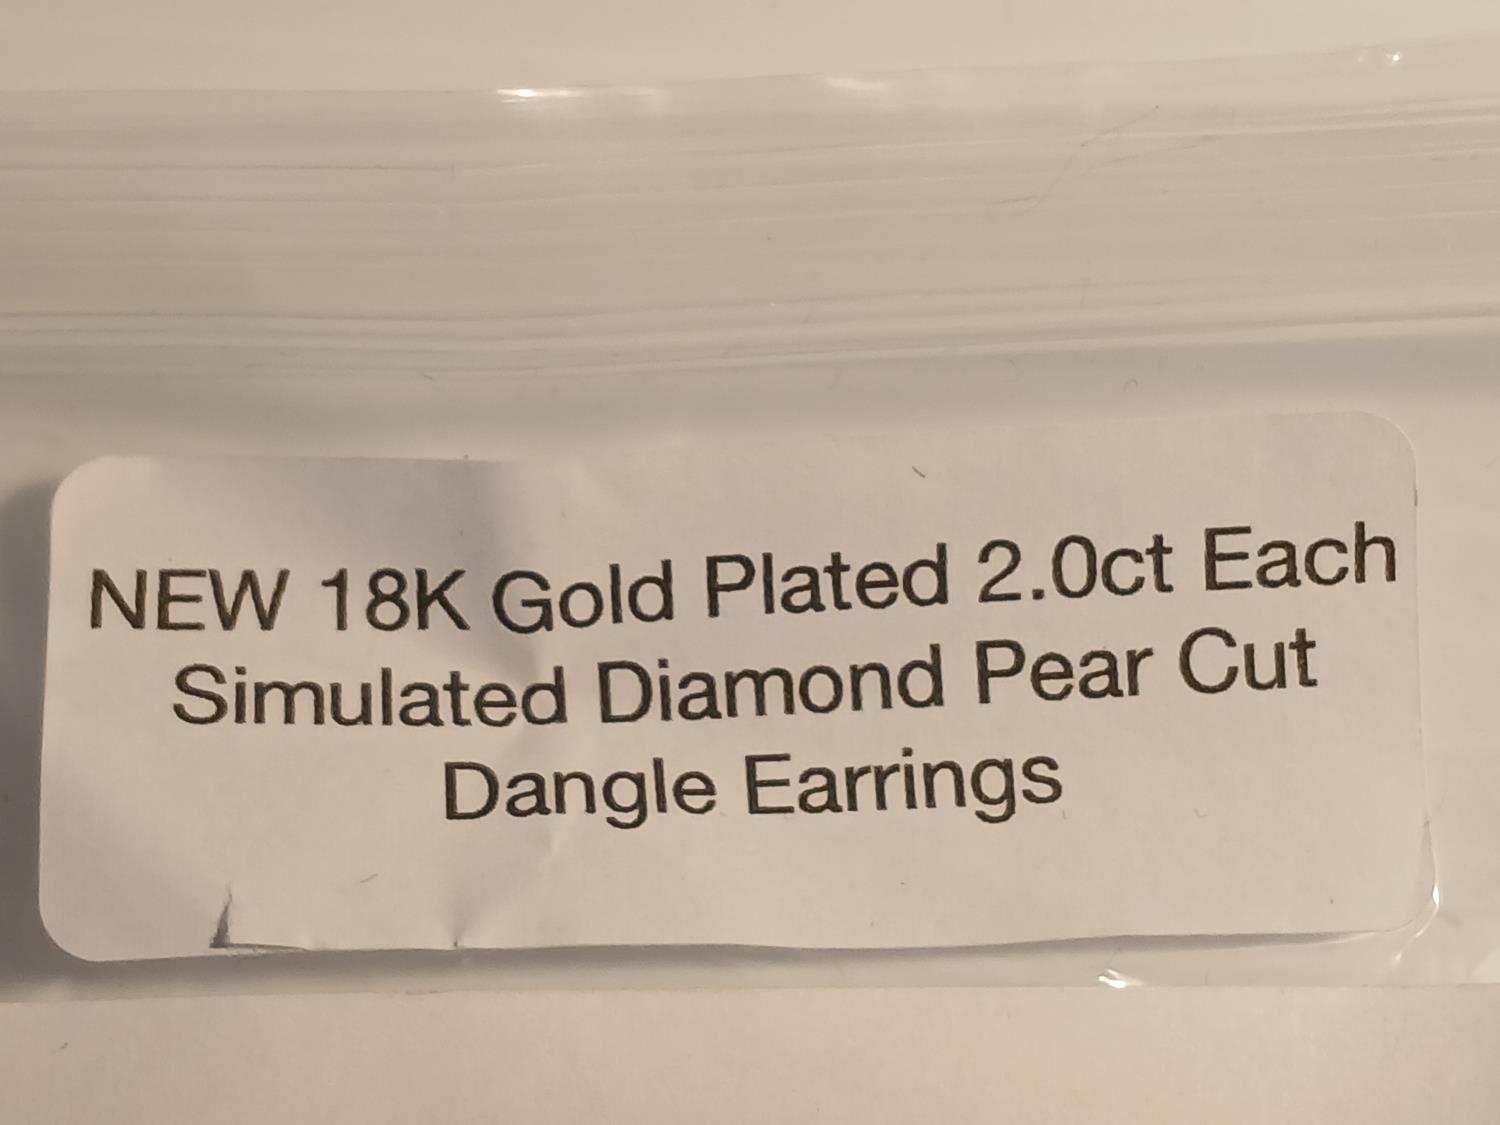 NEW 18K Gold Plated 2.0ct Each
Simulated Diamond Pear Cut
Dangle Earrings